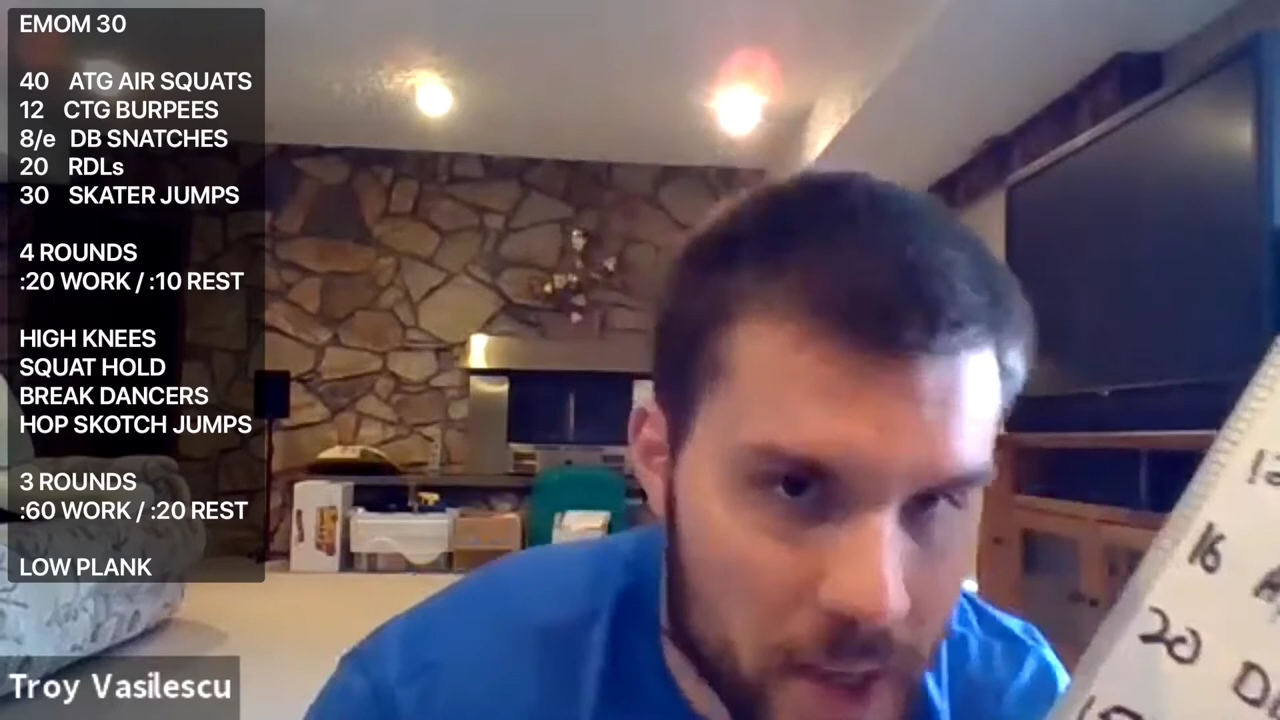 EMOM 30
40 ATG AIR SQUATS
12 CTG BURPEES
8/e DB SNATCHES
20 RDLs
30 SKATER JUMPS
4 ROUNDS
:20 WORK / :10 REST
HIGH KNEES
SQUAT HOLD
BREAK DANCERS
HOP SKOTCH JUMPS
3 ROUNDS
:60 WORK / :20 REST
LOW PLANK
16
20
Troy Vasilescu